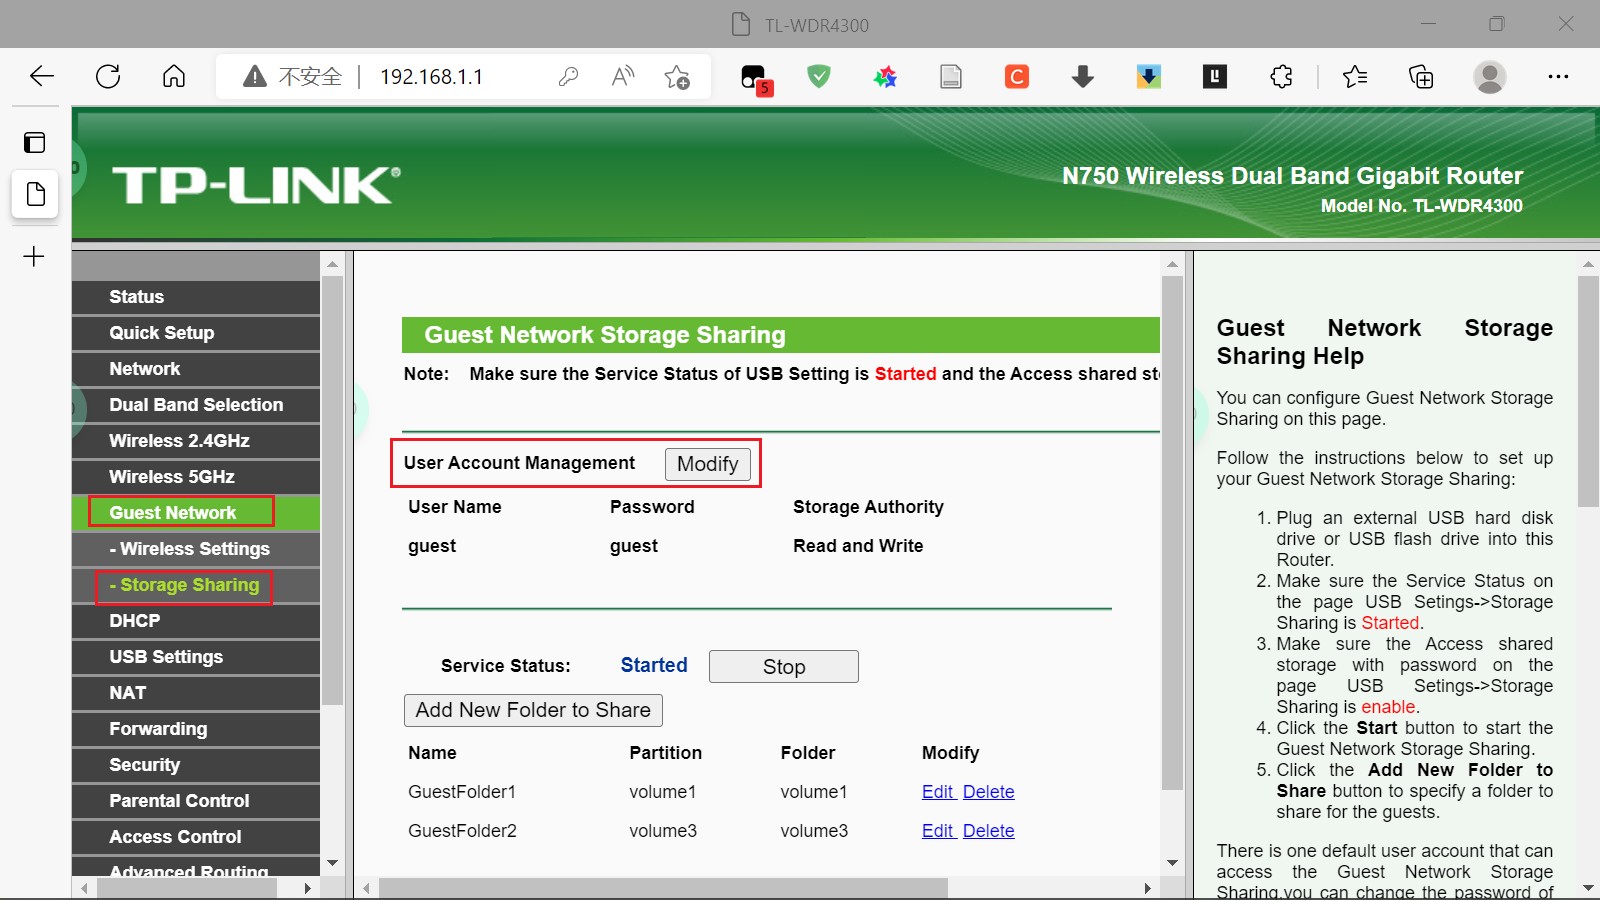 TL-WDR4300
不安全
192.168.1.1
5
TP-LINK®
N750 Wireless Dual Band Gigabit Router
Model No. TL-WDR4300
Status
Quick Setup
Network
Dual Band Selection
Wireless 2.4GHz
Wireless 5GHz
Guest Network
- Wireless Settings
- Storage Sharing
DHCP
USB Settings
NAT
Forwarding
Security
Parental Control
Access Control
Advanced Routing
Guest Network Storage Sharing
Note: Make sure the Service Status of USB Setting is Started and the Access shared
User Account Management Modify
User Name Password Storage Authority
guest guest Read and Write
Service Status: Started Stop
Add New Folder to Share
Name Partition Folder Modify
GuestFolder1 volume1 volume1 Edit Delete
GuestFolder2 volume3 volume3 Edit Delete
Guest Network Storage
Sharing Help
You can configure Guest Network Storage
Sharing on this page.
Follow the instructions below to set up
your Guest Network Storage Sharing:
1. Plug an external USB hard disk
drive or USB flash drive into this
Router.
2. Make sure the Service Status on
the page USB Setings->Storage
Sharing is Started.
3. Make sure the Access shared
storage with password on the
page USB Setings->Storage
Sharing is enable.
4. Click the Start button to start the
Guest Network Storage Sharing.
5. Click the Add New Folder to
Share button to specify a folder to
share for the guests.
There is one default user account that can
access the Guest Network Storage
Sharing,you can change the password of